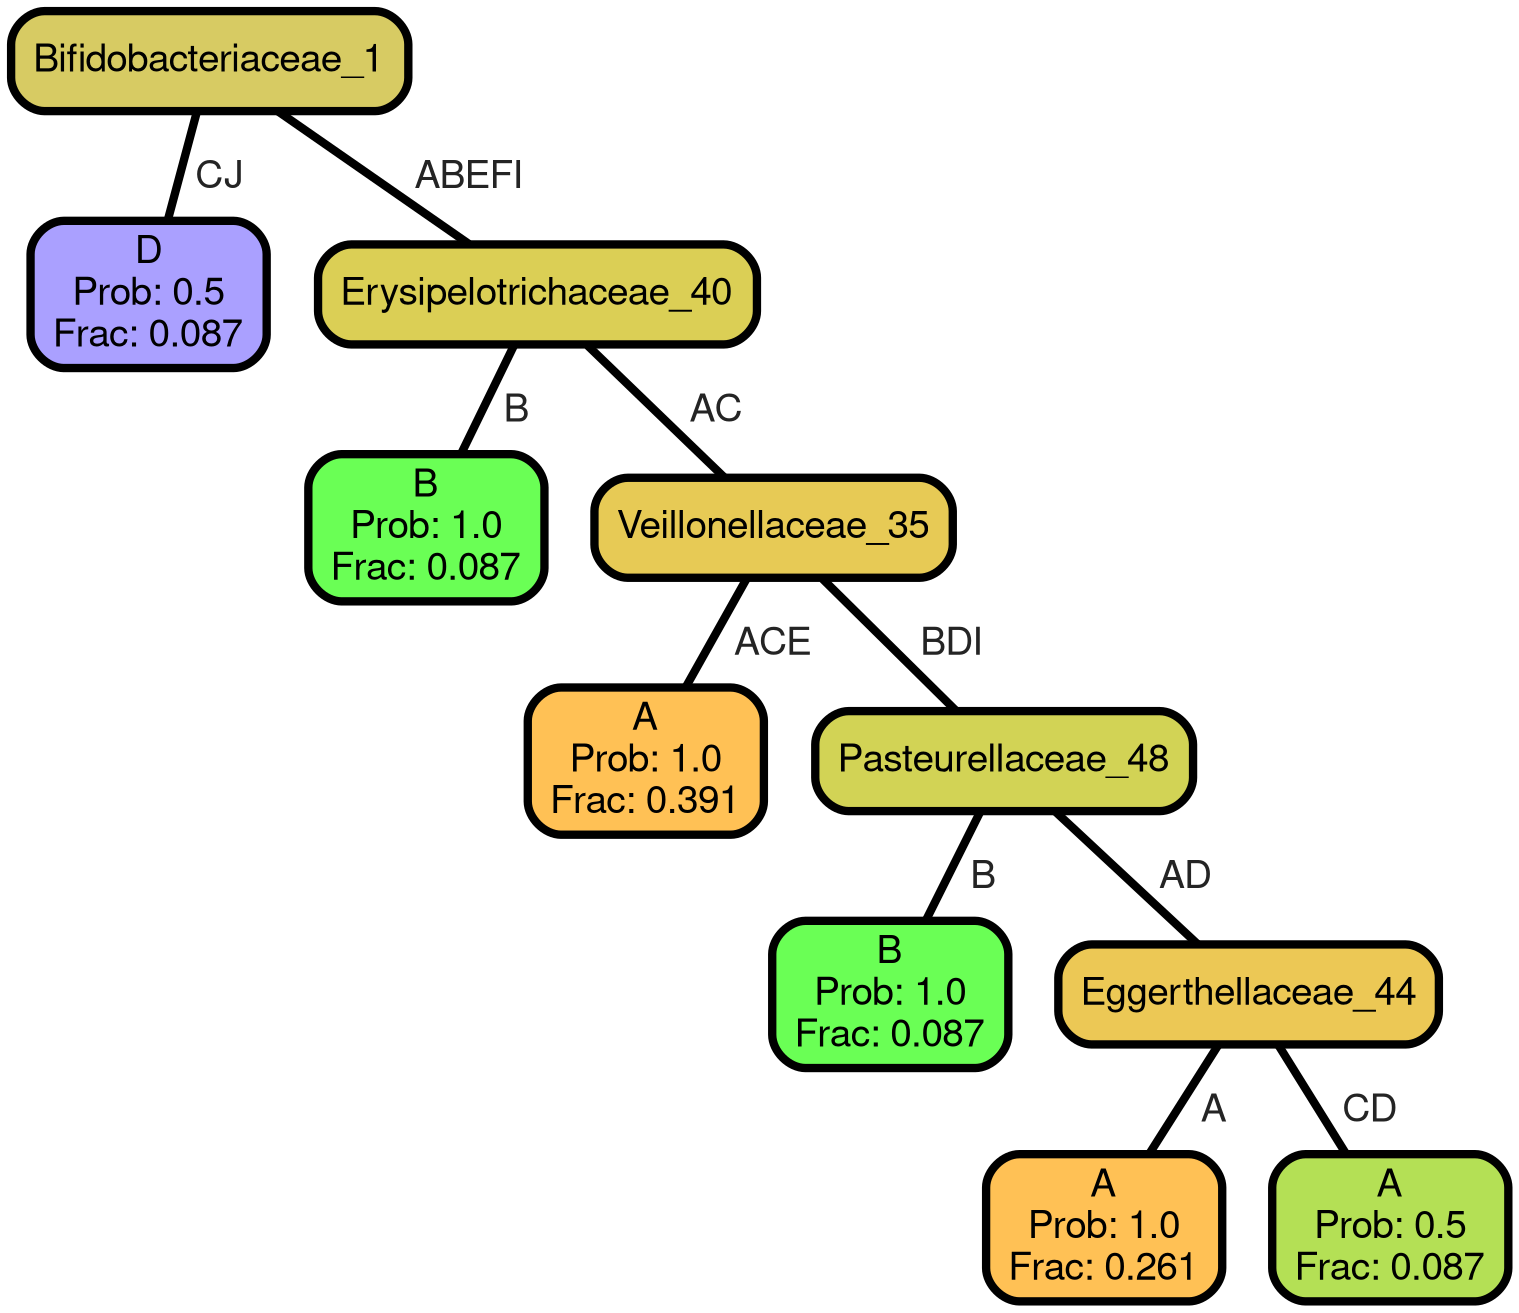 Bifidobacteriaceae_1
CJ
ABEFI
D
Prob: 0.5
Frac: 0.087
Erysipelotrichaceae_40
B
AC
B
Prob: 1.0
Frac: 0.087
Veillonellaceae_35
ACE
BDI
A
Prob: 1.0
Frac: 0.391
Pasteurellaceae_48
B
AD
B
Prob: 1.0
Frac: 0.087
Eggerthellaceae_44
A
CD
A
Prob: 1.0
Frac: 0.261
A
Prob: 0.5
Frac: 0.087